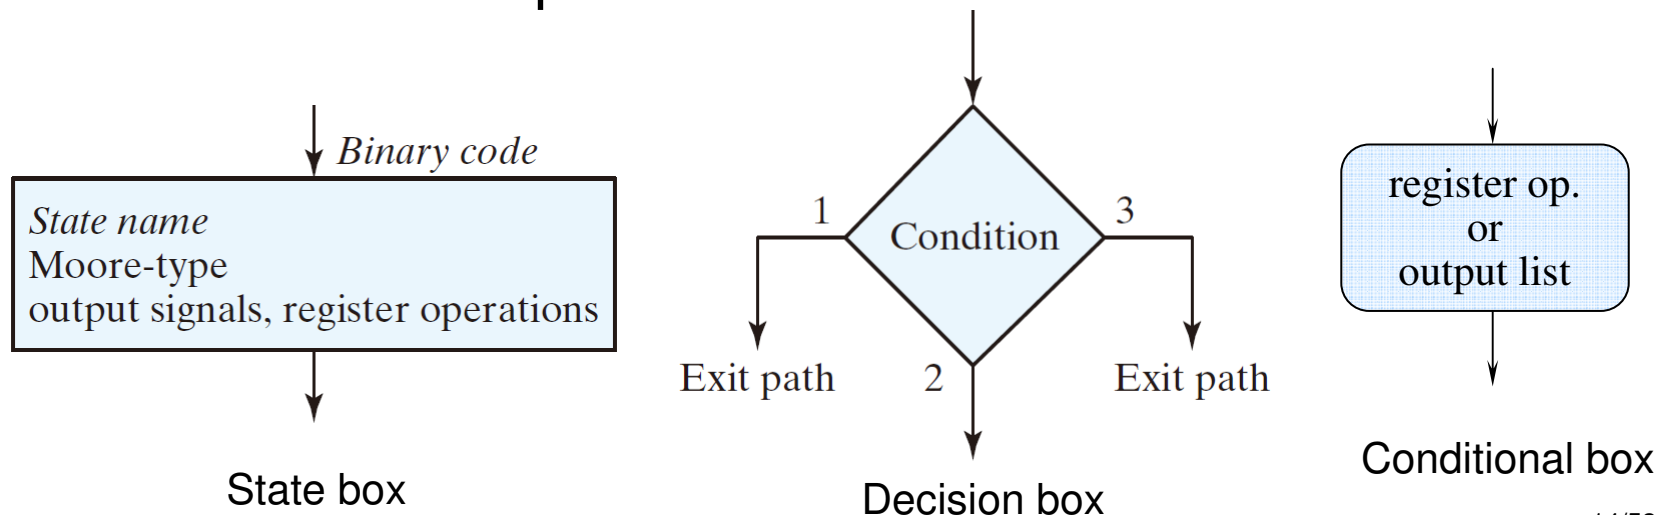 Binary code
State name
Moore-type
output signals, register operations
State box
1
Condition
3
Exit path
2
Exit path
Decision box
register op.
or
output list
Conditional box